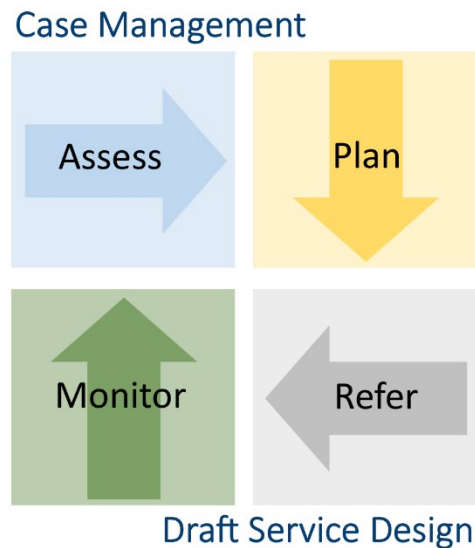 Case Management
Assess
Plan
Monitor
Refer
Draft Service Design